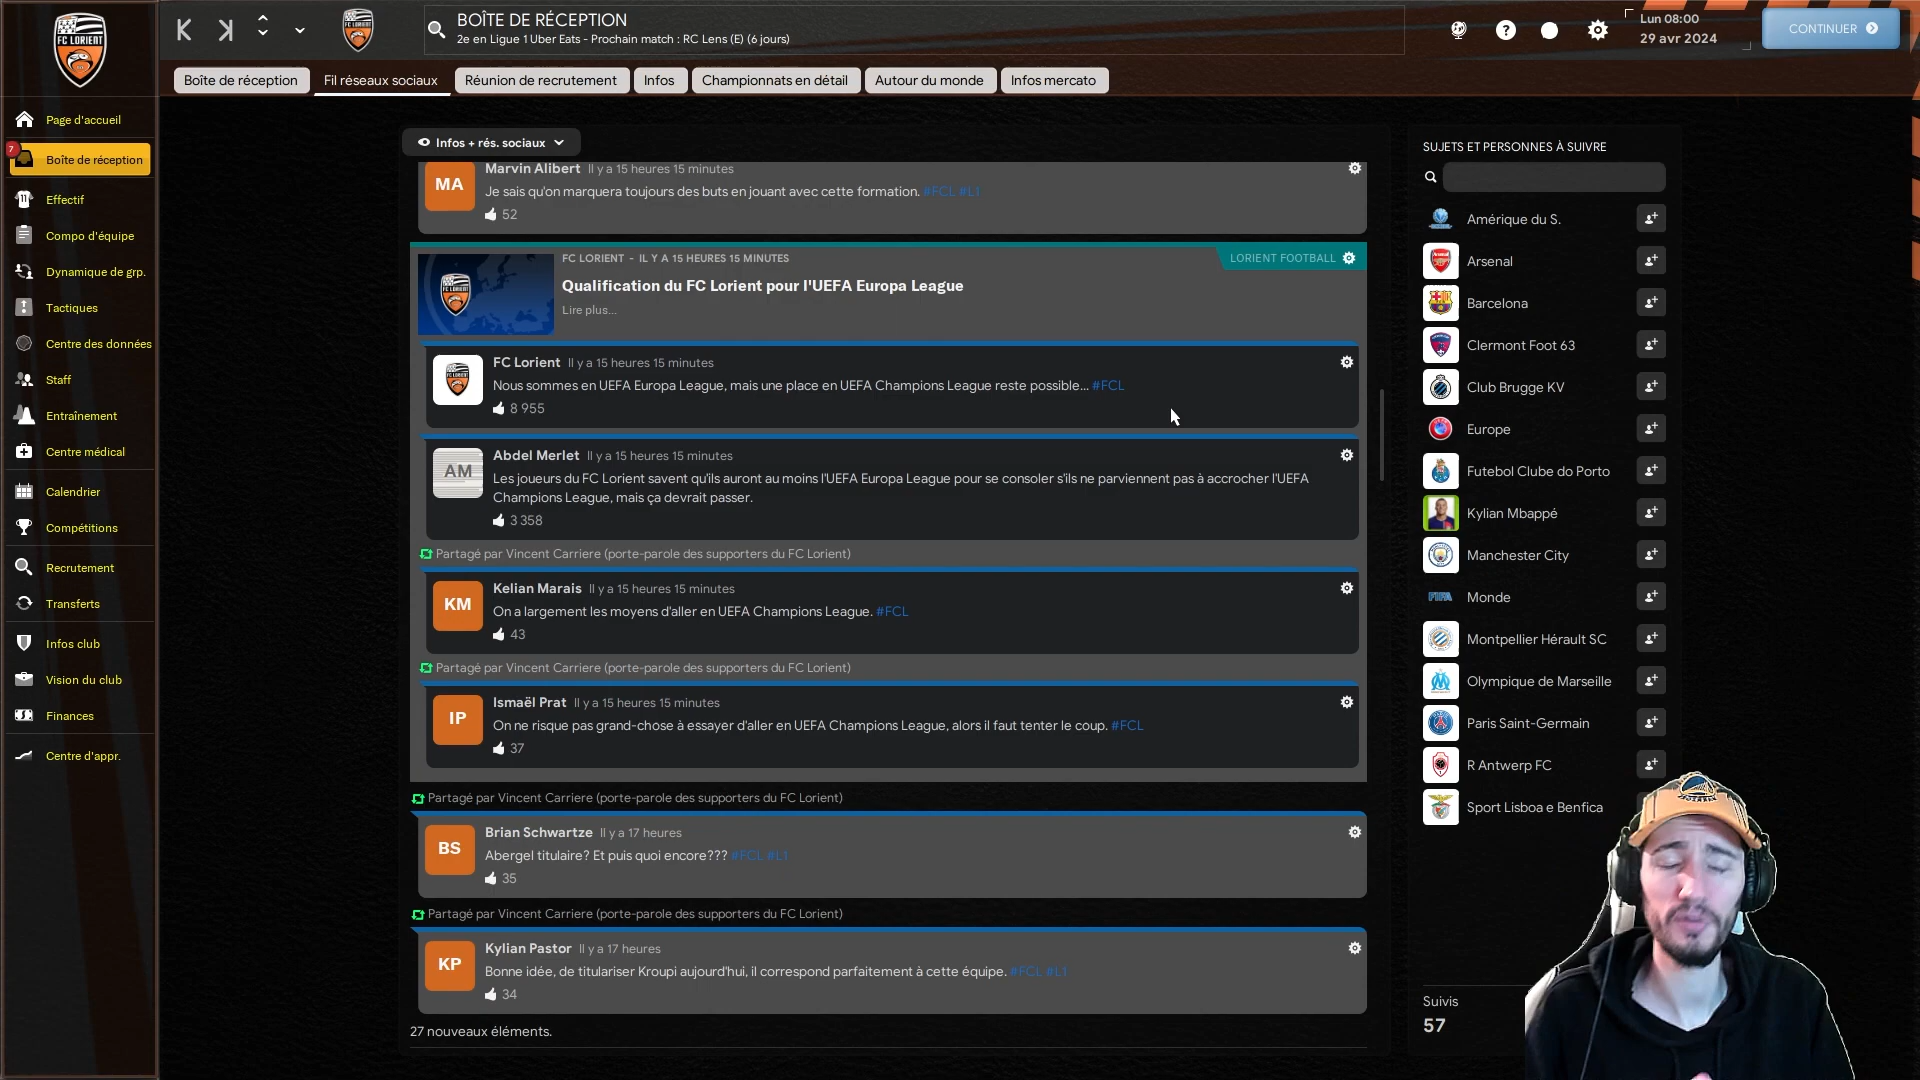 FC LORIENT
BOÎTE DE RÉCEPTION
2e en Ligue 1 Uber Eats - Prochain match : RC Lens (E) (6 jours)
Lun 08:00
29 avr 2024
CONTINUER
Boîte de réception
Fil réseaux sociaux
Réunion de recrutement
Infos
Championnats en détail
Autour du monde
Infos mercato
Page d'accueil
7
Boîte de réception
Effectif
Compo d'équipe
Dynamique de grp.
Tactiques
Centre des données
Staff
Entraînement
Centre médical
Calendrier
Compétitions
Recrutement
Transferts
Infos club
Vision du club
Finances
Centre d'appr.
Infos + rés. sociaux
MA
Marvin Alibert Il y a 15 heures 15 minutes
Je sais qu'on marquera toujours des buts en jouant avec cette formation. #FCL #L1
52
FC LORIENT - IL Y A 15 HEURES 15 MINUTES
LORIENT FOOTBALL
Qualification du FC Lorient pour l'UEFA Europa League
Lire plus...
FC Lorient Il y a 15 heures 15 minutes
Nous sommes en UEFA Europa League, mais une place en UEFA Champions League reste possible... #FCL
8 955
AM
Abdel Merlet Il y a 15 heures 15 minutes
Les joueurs du FC Lorient savent qu'ils auront au moins l'UEFA Europa League pour se consoler s'ils ne parviennent pas à accrocher l'UEFA
Champions League, mais ça devrait passer.
3 358
Partagé par Vincent Carriere (porte-parole des supporters du FC Lorient)
KM
Kelian Marais Il y a 15 heures 15 minutes
On a largement les moyens d'aller en UEFA Champions League. #FCL
43
Partagé par Vincent Carriere (porte-parole des supporters du FC Lorient)
IP
Ismaël Prat Il y a 15 heures 15 minutes
On ne risque pas grand-chose à essayer d'aller en UEFA Champions League, alors il faut tenter le coup. #FCL
37
Partagé par Vincent Carriere (porte-parole des supporters du FC Lorient)
BS
Brian Schwartze Il y a 17 heures
Abergel titulaire? Et puis quoi encore??? #FCL #L1
35
Partagé par Vincent Carriere (porte-parole des supporters du FC Lorient)
KP
Kylian Pastor Il y a 17 heures
Bonne idée, de titulariser Kroupi aujourd'hui, il correspond parfaitement à cette équipe. #FCL #L1
34
27 nouveaux éléments.
SUJETS ET PERSONNES À SUIVRE
Amérique du S.
Arsenal
Barcelona
Clermont Foot 63
Club Brugge KV
Europe
Futebol Clube do Porto
Kylian Mbappé
Manchester City
FIFA
Monde
Montpellier Hérault SC
Olympique de Marseille
Paris Saint-Germain
R Antwerp FC
Sport Lisboa e Benfica
Suivis
57